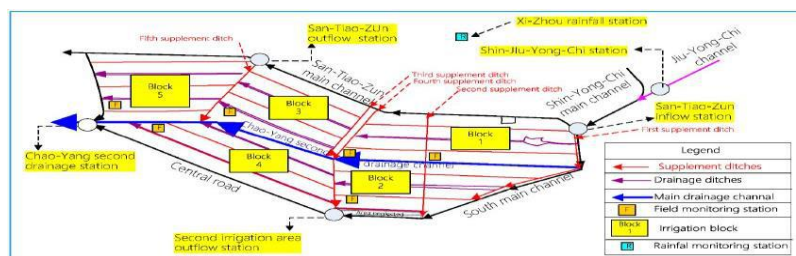 Xi-Zhou rainfall station
San-Tiao-ZUn
outflow station
Shin-JIu-Yong-Chi station
Jiu-Yong-Chi
channel
Fifth supplement ditch
San-Tiao-ZUn
main channel
Third supplement ditch
Fourth supplement ditch
Second supplement ditch
Shin-Yong-Chi
main channel
San-Tiao-Zun
inflow station
First supplement ditch
Block
5
Block
3
Block
1
Chao-Yang second
drainage channel
Block
4
Block
2
Chao-Yang second
drainage station
Central road
South main channel
Second irrigation area
outflow station
Legend
Supplement ditches
Drainage ditches
Main drainage channel
F
Field monitoring station
Block
1
Irrigation block
R
Rainfal monitoring station